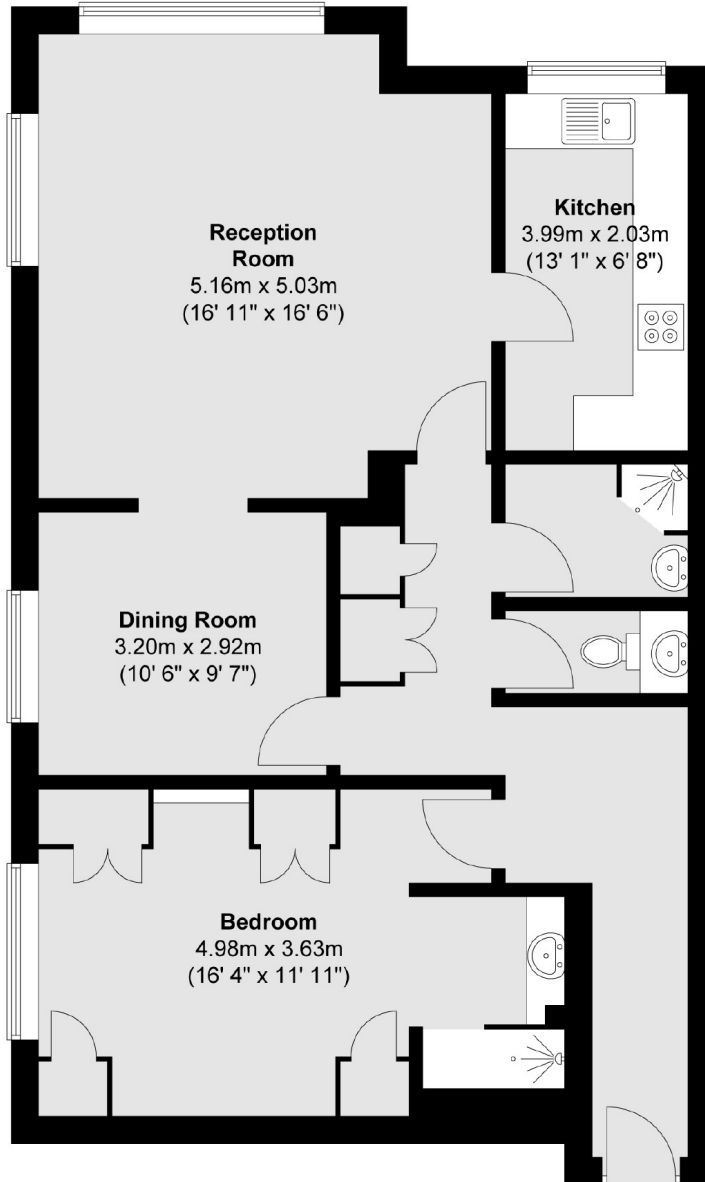 Reception
Room
5.16m x 5.03m
(16' 11" x 16' 6")
Kitchen
3.99m x 2.03m
(13' 1" x 6' 8")
Dining Room
3.20m x 2.92m
(10' 6" x 9' 7")
Bedroom
4.98m x 3.63m
(16' 4" x 11' 11")